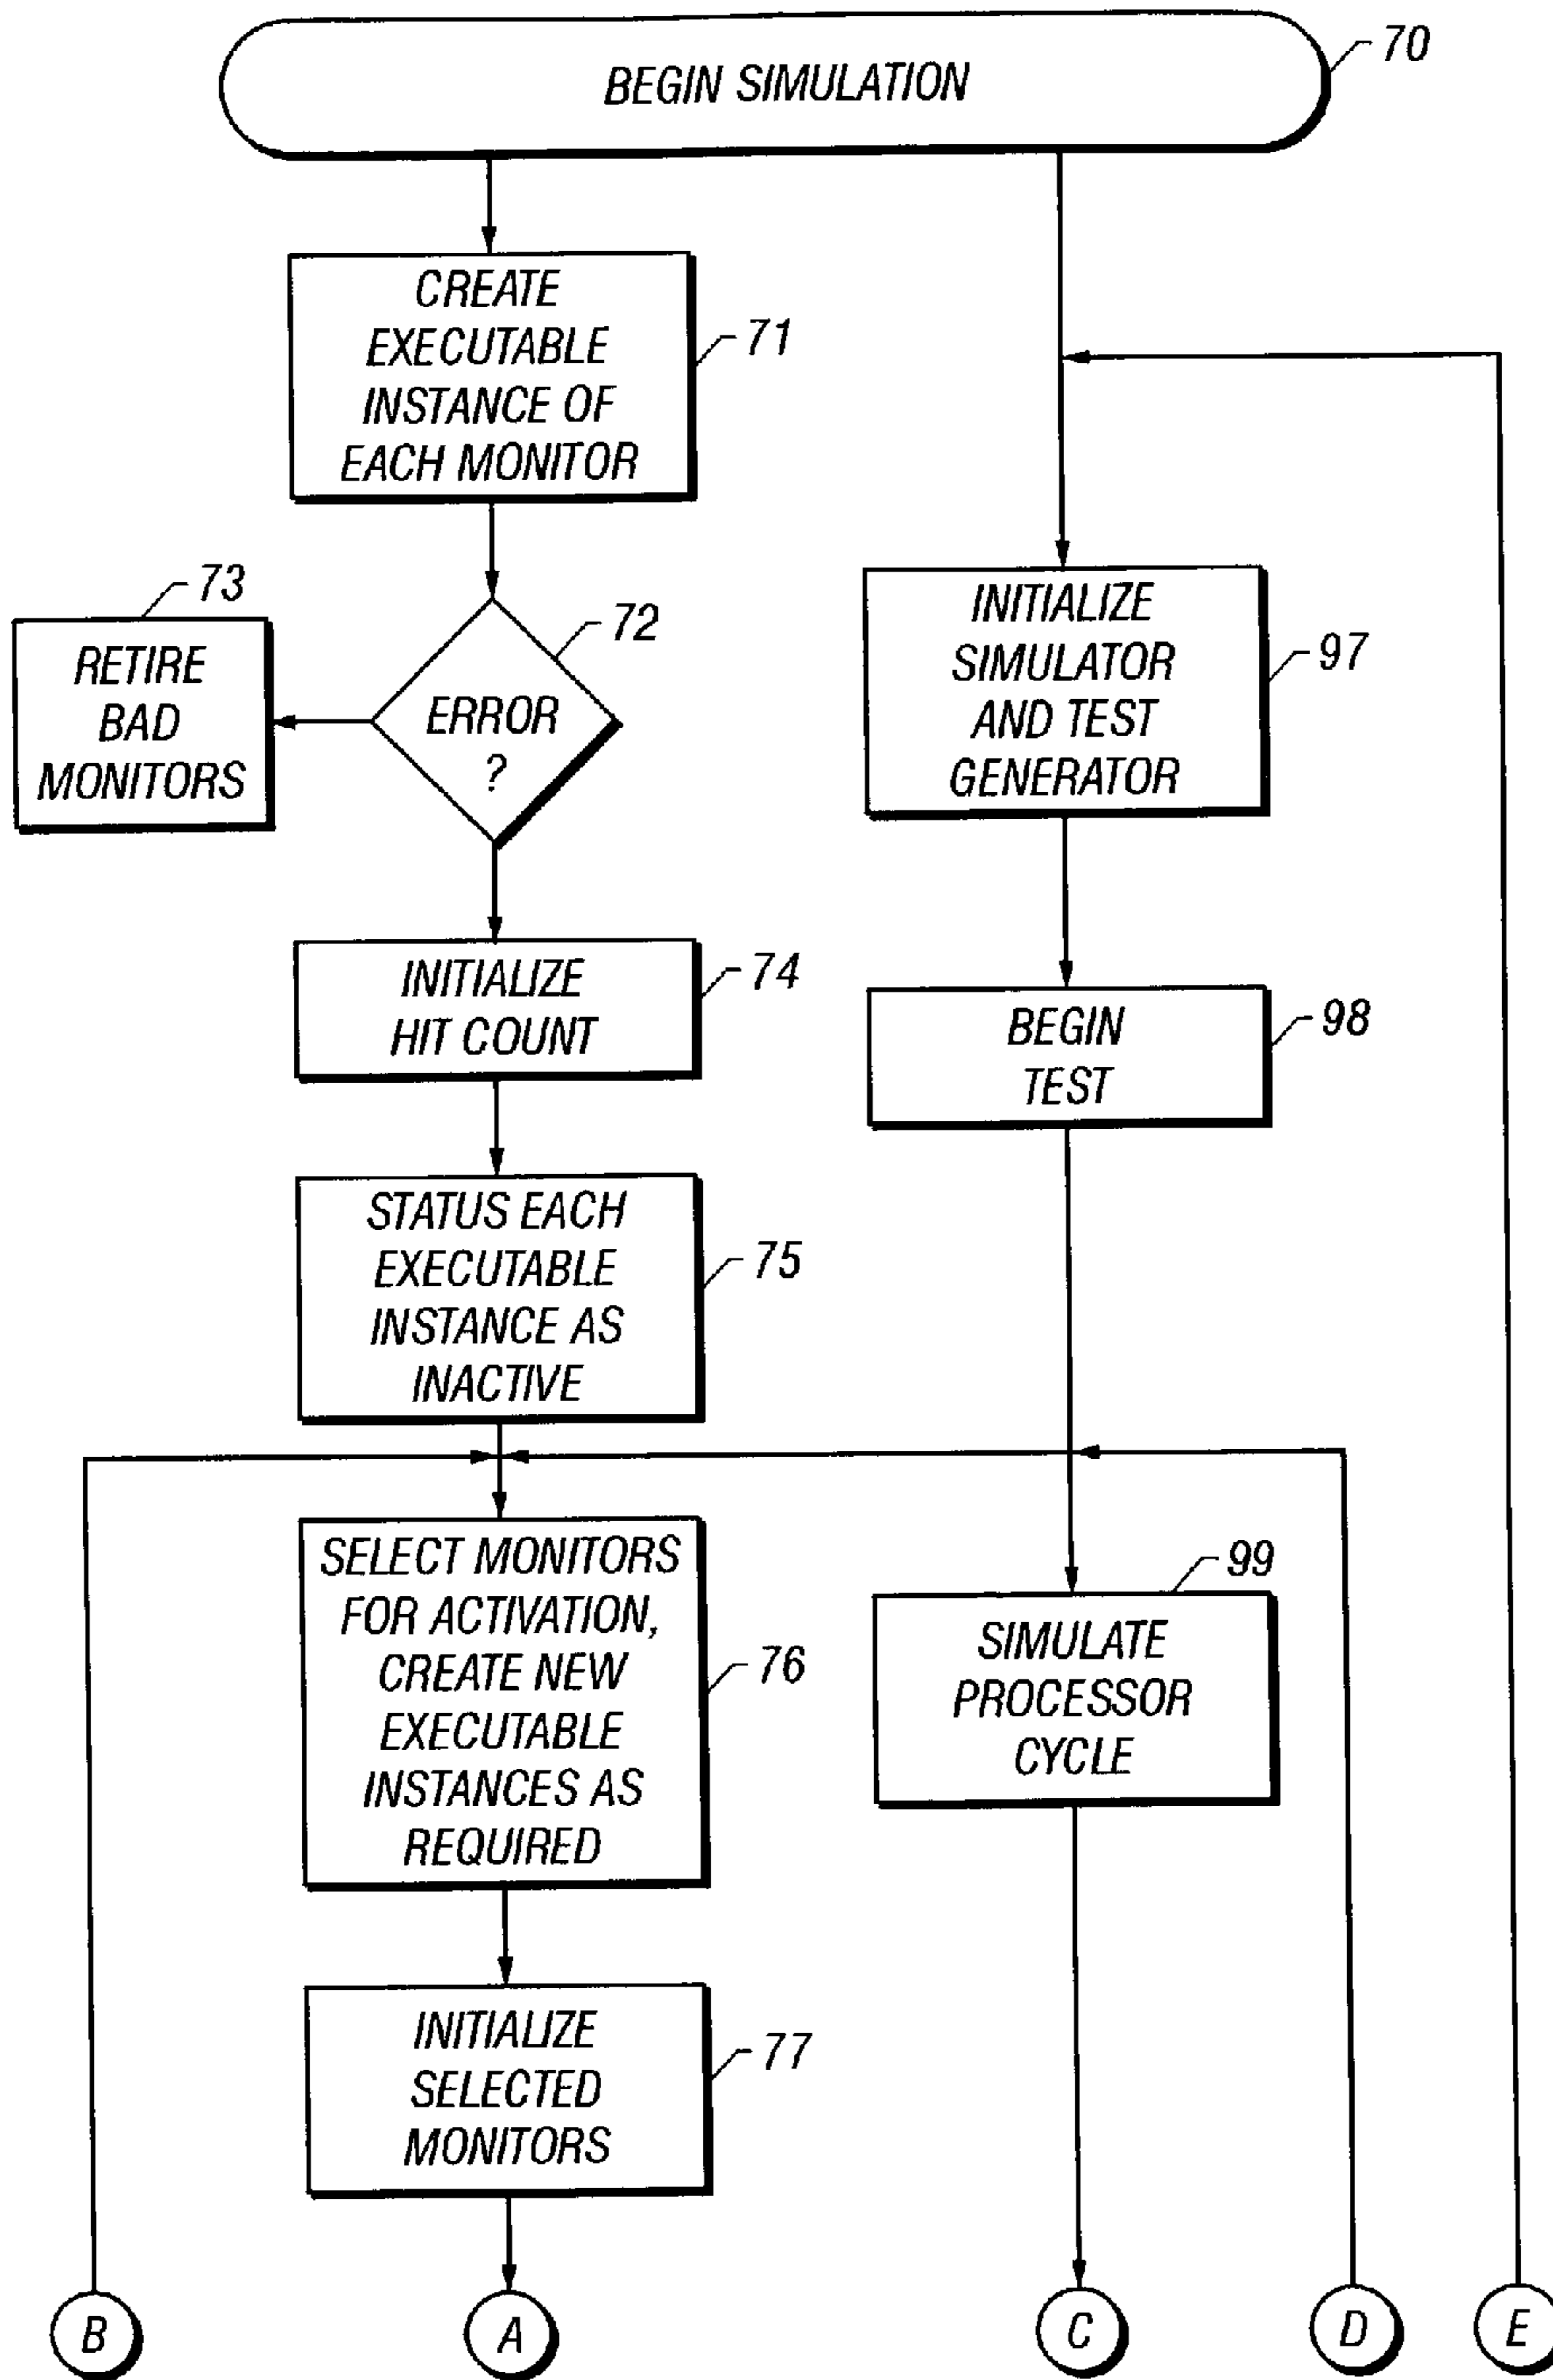 BEGIN SIMULATION
70
CREATE
EXECUTABLE
INSTANCE OF
EACH MONITOR
71
72
ERROR
?
73
RETIRE
BAD
MONITORS
INITIALIZE
HIT COUNT
74
STATUS EACH
EXECUTABLE
INSTANCE AS
INACTIVE
75
SELECT MONITORS
FOR ACTIVATION,
CREATE NEW
EXECUTABLE
INSTANCES AS
REQUIRED
76
INITIALIZE
SELECTED
MONITORS
77
INITIALIZE
SIMULATOR
AND TEST
GENERATOR
97
BEGIN
TEST
98
99
SIMULATE
PROCESSOR
CYCLE
B
A
C
D
E